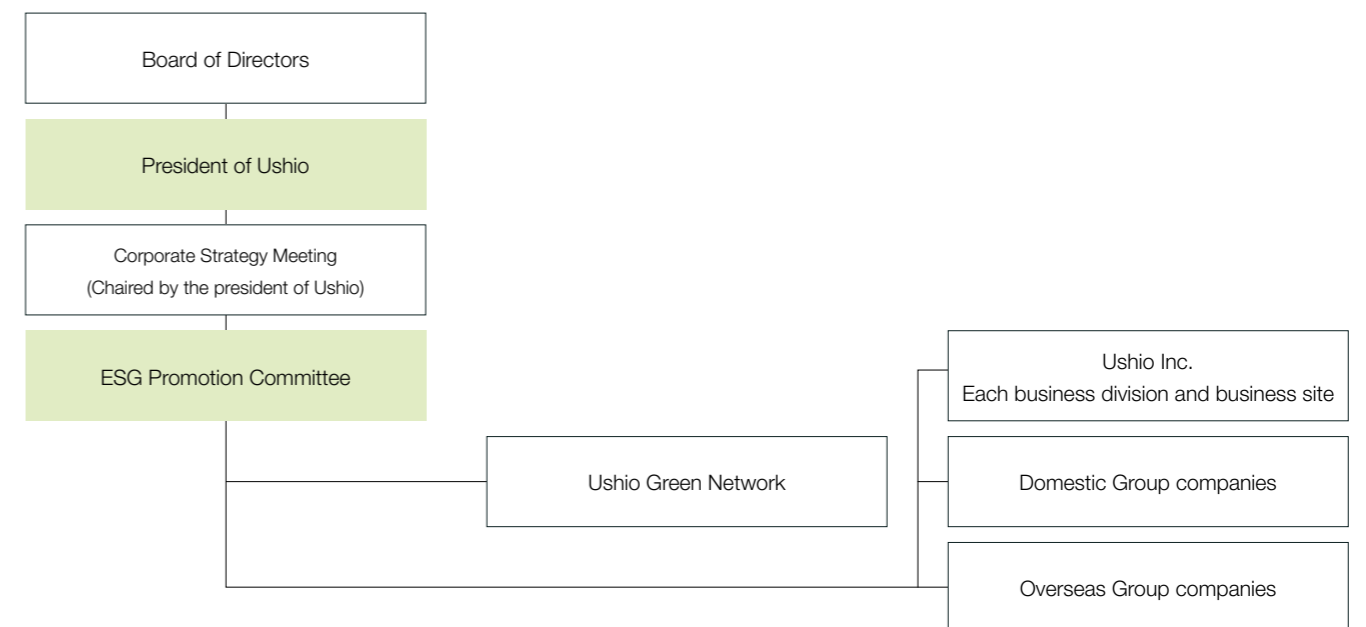 Board of Directors
President of Ushio
Corporate Strategy Meeting
(Chaired by the president of Ushio)
ESG Promotion Committee
Ushio Green Network
Ushio Inc.
Each business division and business site
Domestic Group companies
Overseas Group companies